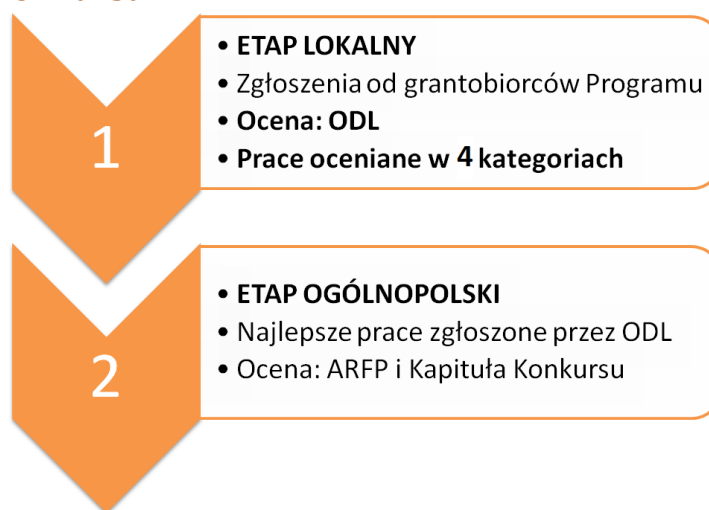 1
• ETAP LOKALNY
• Zgłoszenia od grantobiorców Programu
• Ocena: ODL
• Prace oceniane w 4 kategoriach
2
• ETAP OGÓLNOPOLSKI
• Najlepsze prace zgłoszone przez ODL
• Ocena: ARFP i Kapituła Konkursu